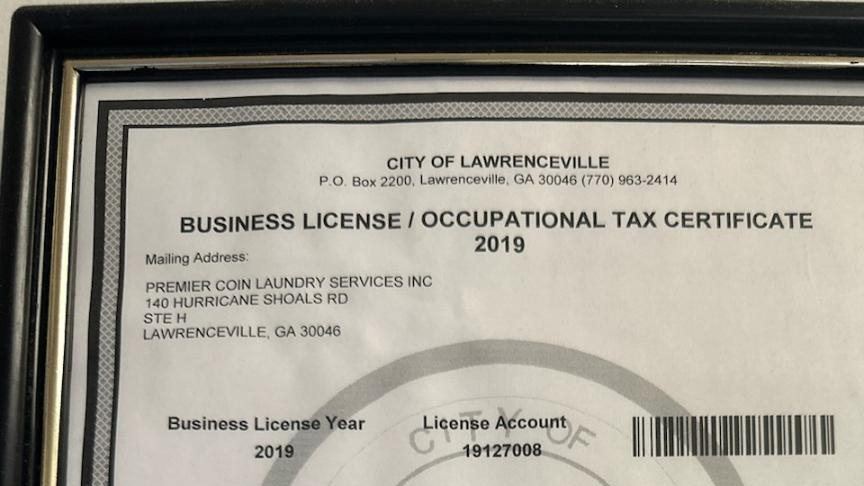 CITY OF LAWRENCEVILLE
P.O. Box 2200, Lawrenceville, GA 30046 (770) 963-2414
BUSINESS LICENSE / OCCUPATIONAL TAX CERTIFICATE
2019
Mailing Address:
PREMIER COIN LAUNDRY SERVICES INC
140 HURRICANE SHOALS RD
STE H
LAWRENCEVILLE, GA 30046
Business License Year
License Account
2019
19127008
CITY OF